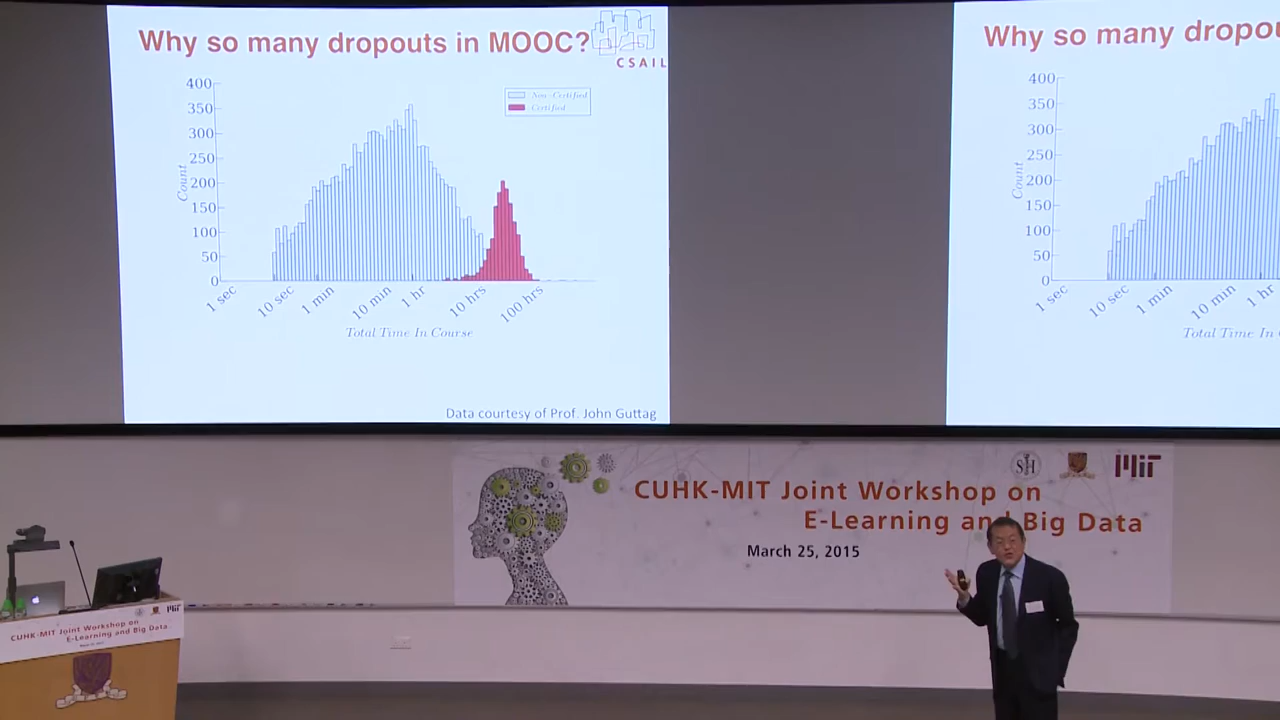 Why so many dropouts in MOOC?
CSAIL
400
350
300
250
200
150
100
50
0
Count
Non-Certified
Certified
1 sec
10 sec
1 min
10 min
1 hr
10 hrs
100 hrs
Total Time In Course
Data courtesy of Prof. John Guttag
Why so many dropou
400
350
300
250
200
150
100
50
0
Count
1 sec
10 sec
1 min
10 min
1 hr
Total Time In
CUHK-MIT Joint Workshop on
E-Learning and Big Data
March 25, 2015
SH
MIT
MIT
CUHK-MIT Joint Workshop on
E-Learning and Big Data